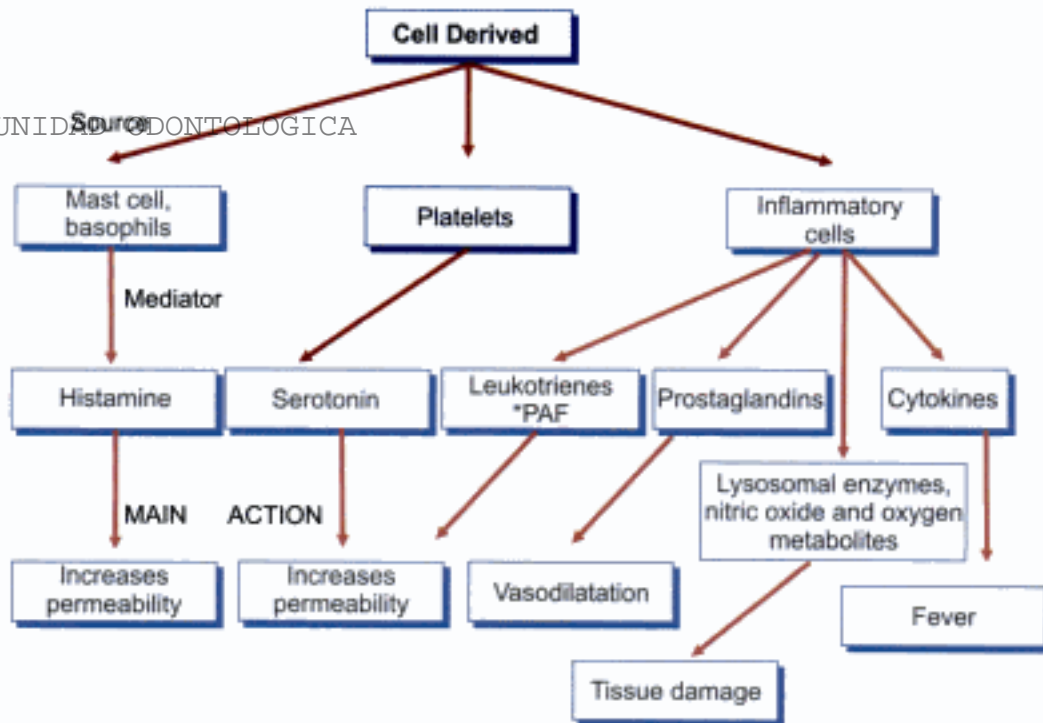 Cell Derived
Source
UNIDAD ODONTOLOGICA
Mast cell,
basophils
Platelets
Inflammatory
cells
Mediator
Histamine
Serotonin
Leukotrienes
*PAF
Prostaglandins
Cytokines
Lysosomal enzymes,
nitric oxide and oxygen
metabolites
MAIN ACTION
Increases
permeability
Increases
permeability
Vasodilatation
Fever
Tissue damage